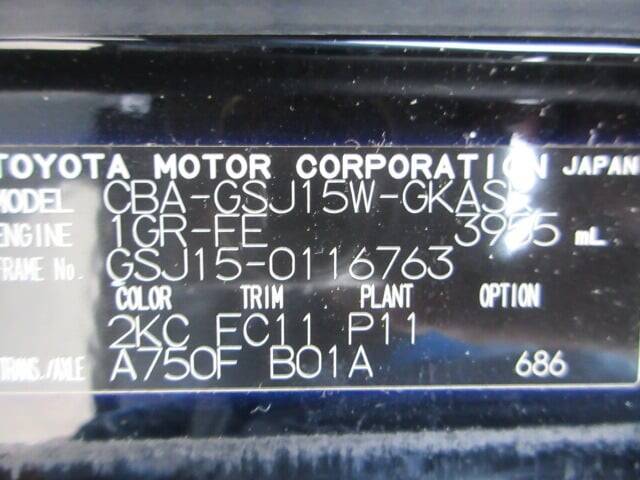 TOYOTA MOTOR CORPORATION JAPAN
MODEL CBA-GSJ15W-GKASK
ENGINE 1GR-FE 3955 mL
FRAME No. GSJ15-0116763
COLOR TRIM PLANT OPTION
2KC FC11 P11
TRANS./AXLE A750F B01A 686